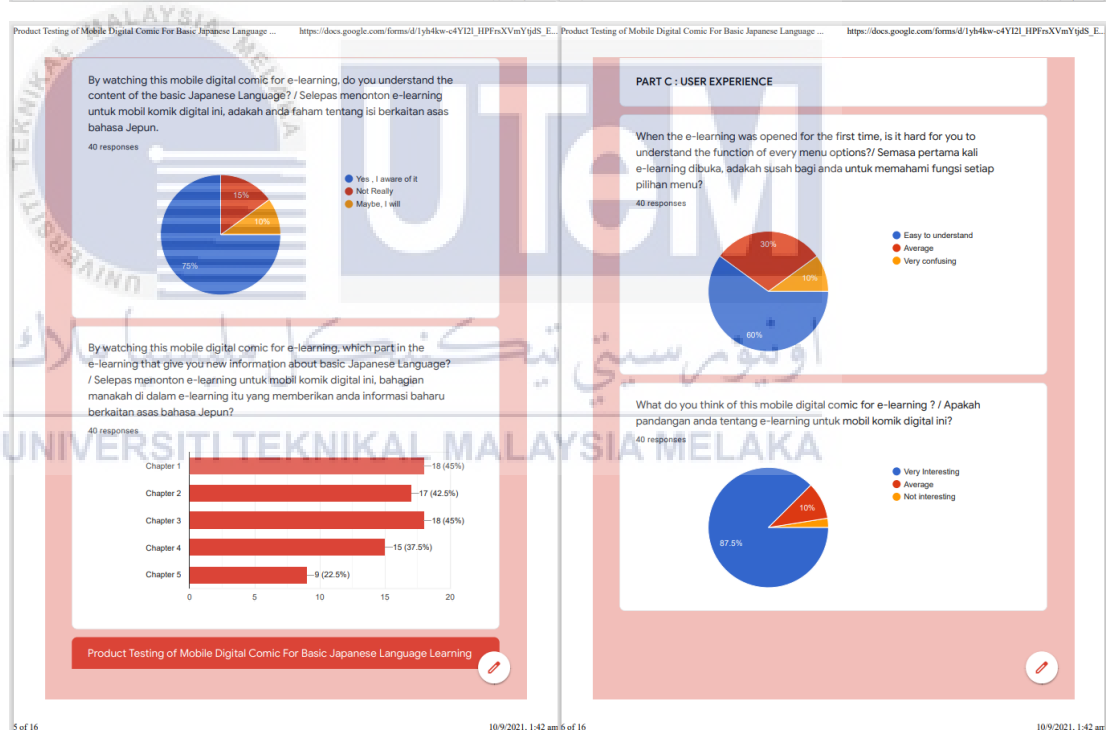 Product Testing of Mobile Digital Comic For Basic Japanese Language ...
https://docs.google.com/forms/d/1yh4kw-c4YI2l_HPFrsXVmYtjdS_E...
By watching this mobile digital comic for e-learning, do you understand the
content of the basic Japanese Language? / Selepas menonton e-learning
untuk mobil komik digital ini, adakah anda faham tentang isi berkaitan asas
bahasa Jepun.
40 responses
Yes , I aware of it
Not Really
Maybe, I will
15%
10%
75%
By watching this mobile digital comic for e-learning, which part in the
e-learning that give you new information about basic Japanese Language?
/ Selepas menonton e-learning untuk mobil komik digital ini, bahagian
manakah di dalam e-learning itu yang memberikan anda informasi baharu
berkaitan asas bahasa Jepun?
40 responses
Chapter 1
18 (45%)
Chapter 2
17 (42.5%)
Chapter 3
18 (45%)
Chapter 4
15 (37.5%)
Chapter 5
9 (22.5%)
0 5 10 15 20
Product Testing of Mobile Digital Comic For Basic Japanese Language Learning
5 of 16
10/9/2021, 1:42 am
Product Testing of Mobile Digital Comic For Basic Japanese Language ...
https://docs.google.com/forms/d/1yh4kw-c4YI2l_HPFrsXVmYtjdS_E...
PART C : USER EXPERIENCE
When the e-learning was opened for the first time, is it hard for you to
understand the function of every menu options?/ Semasa pertama kali
e-learning dibuka, adakah susah bagi anda untuk memahami fungsi setiap
pilihan menu?
40 responses
Easy to understand
Average
Very confusing
30%
10%
60%
What do you think of this mobile digital comic for e-learning ? / Apakah
pandangan anda tentang e-learning untuk mobil komik digital ini?
40 responses
Very Interesting
Average
Not interesting
10%
87.5%
6 of 16
10/9/2021, 1:42 am
UNIVERSITI TEKNIKAL MALAYSIA MELAKA
UTeM
اونيۏرسيتي تيكنيكل مليسيا ملاك
UNIVERSITI TEKNIKAL MALAYSIA MELAKA